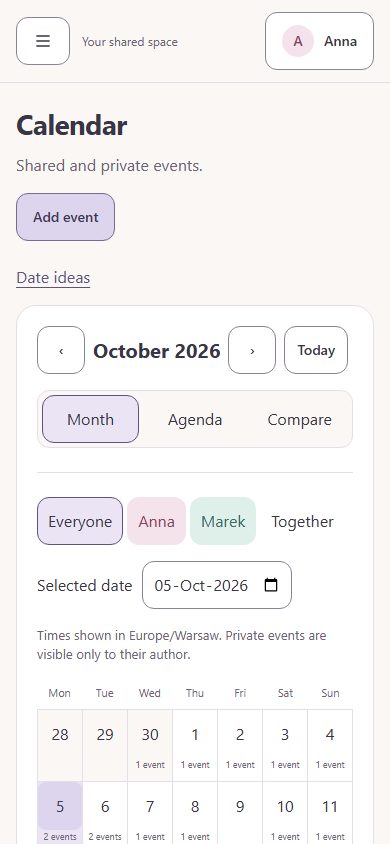 Your shared space
A Anna
Calendar
Shared and private events.
Add event
Date ideas
‹ October 2026 › Today
Month Agenda Compare
Everyone Anna Marek Together
Selected date 05-Oct-2026
Times shown in Europe/Warsaw. Private events are
visible only to their author.
Mon Tue Wed Thu Fri Sat Sun
28 29 30 1 2 3 4
1 event 1 event 1 event 1 event 1 event
5 6 7 8 9 10 11
2 events 2 events 1 event 1 event 1 event 1 event